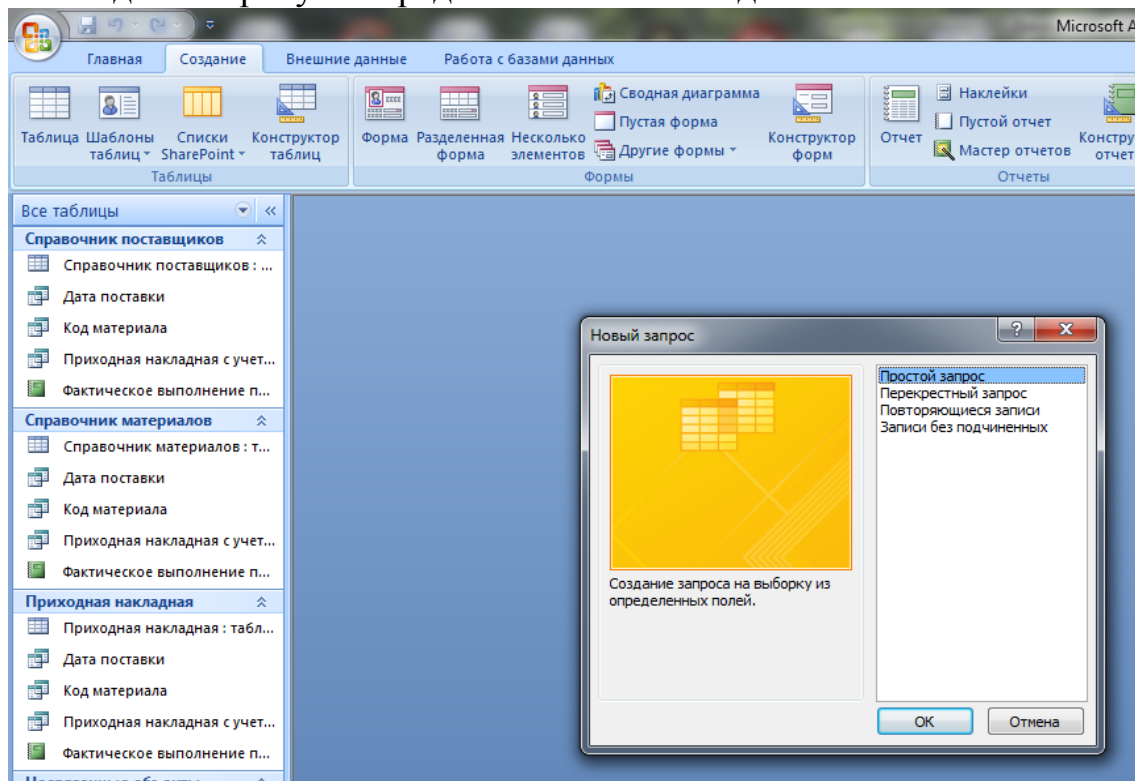 Microsoft A
Главная Создание Внешние данные Работа с базами данных
Таблица Шаблоны таблиц Списки SharePoint Конструктор таблиц
Таблицы
Форма Разделенная форма Несколько элементов
Сводная диаграмма
Пустая форма
Другие формы
Конструктор форм
Формы
Отчет
Наклейки
Пустой отчет
Мастер отчетов
Констру
отчет
Отчеты
Все таблицы
Справочник поставщиков
Справочник поставщиков : ...
Дата поставки
Код материала
Приходная накладная с учет...
Фактическое выполнение п...
Справочник материалов
Справочник материалов : т...
Дата поставки
Код материала
Приходная накладная с учет...
Фактическое выполнение п...
Приходная накладная
Приходная накладная : табл...
Дата поставки
Код материала
Приходная накладная с учет...
Фактическое выполнение п...
Новый запрос
Простой запрос
Перекрестный запрос
Повторяющиеся записи
Записи без подчиненных
Создание запроса на выборку из
определенных полей.
ОК Отмена